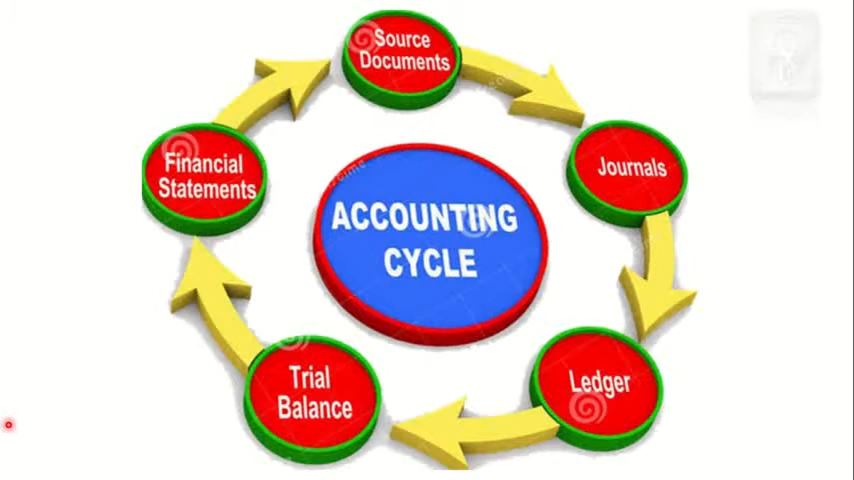 Source
Documents
Journals
Ledger
Trial
Balance
Financial
Statements
ACCOUNTING
CYCLE